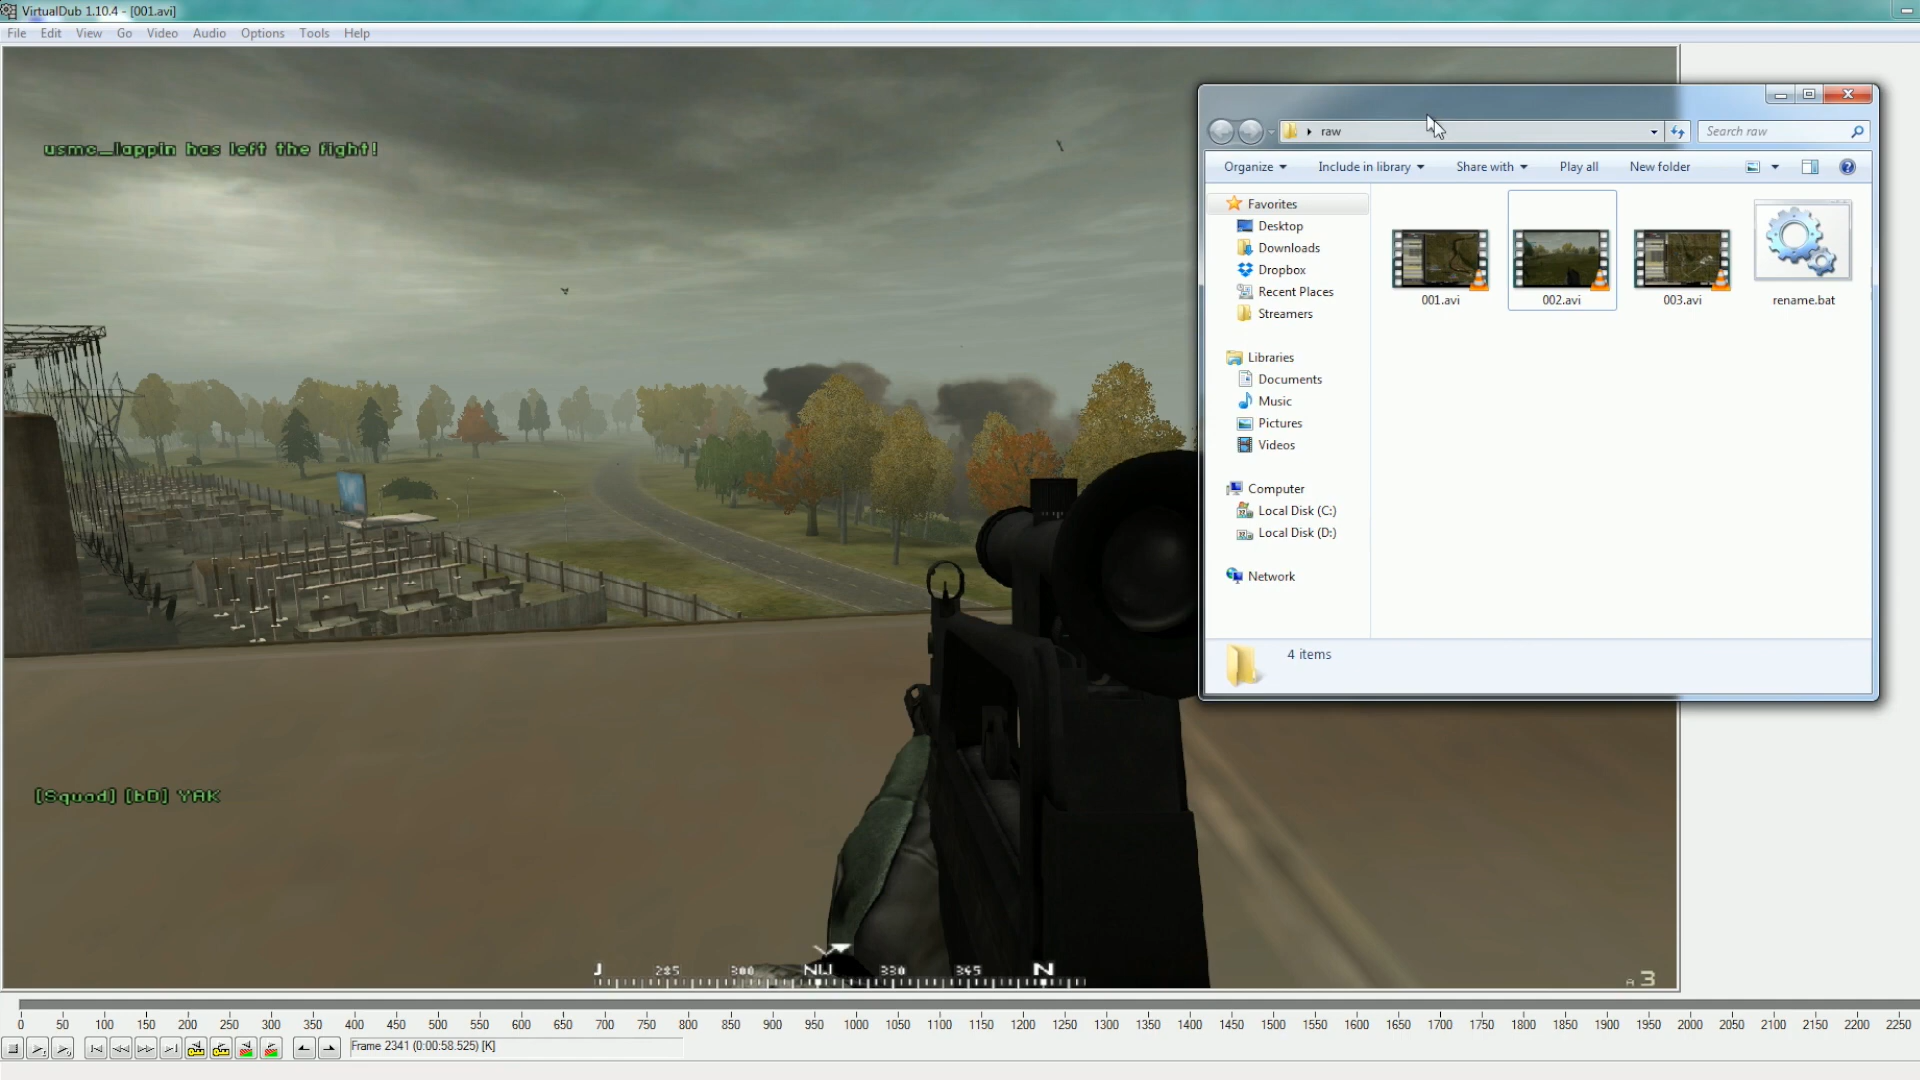 VirtualDub 1.10.4 - [001.avi]
File Edit View Go Video Audio Options Tools Help
usmc_lappin has left the fight!
raw
Search raw
Organize Include in library Share with Play all New folder
Favorites
Desktop
Downloads
Dropbox
Recent Places
Streamers
Libraries
Documents
Music
Pictures
Videos
Computer
Local Disk (C:)
Local Disk (D:)
Network
001.avi 002.avi 003.avi rename.bat
4 items
[Squad] [bD] YAK
285 300 NW 330 345 N
3
0 50 100 150 200 250 300 350 400 450 500 550 600 650 700 750 800 850 900 950 1000 1050 1100 1150 1200 1250 1300 1350 1400 1450 1500 1550 1600 1650 1700 1750 1800 1850 1900 1950 2000 2050 2100 2150 2200 2250
Frame 2341 (0:00:58.525) [K]